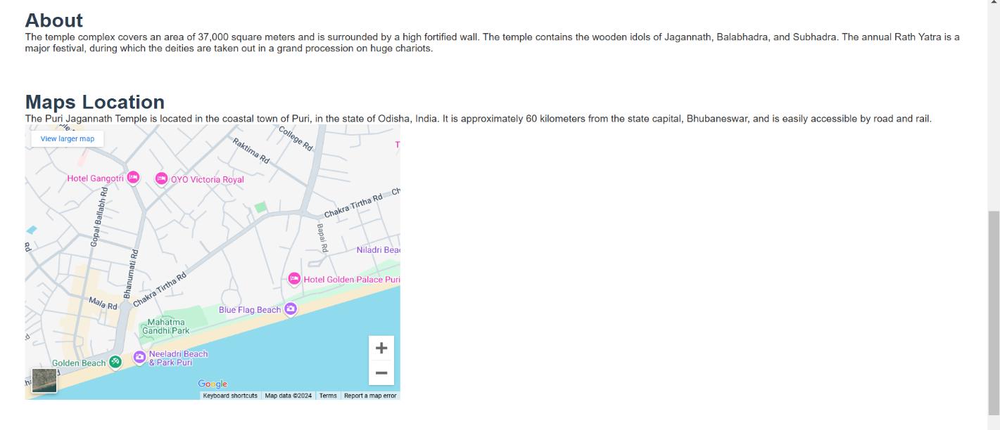 About
The temple complex covers an area of 37,000 square meters and is surrounded by a high fortified wall. The temple contains the wooden idols of Jagannath, Balabhadra, and Subhadra. The annual Rath Yatra is a
major festival, during which the deities are taken out in a grand procession on huge chariots.
Maps Location
The Puri Jagannath Temple is located in the coastal town of Puri, in the state of Odisha, India. It is approximately 60 kilometers from the state capital, Bhubaneswar, and is easily accessible by road and rail.
View larger map
College Rd
Raktima Rd
T
Hotel Gangotri
OYO Victoria Royal
Gopal Ballabh Rd
Chakra Tirtha Rd
Ch
Bapai Rd
Rd
Niladri Bea
Bhanumati Rd
Chakra Tirtha Rd
Hotel Golden Palace Puri
Mala Rd
Blue Flag Beach
Mahatma
Gandhi Park
Neeladri Beach
& Park Puri
Golden Beach
Google
Keyboard shortcuts
Map data ©2024
Terms
Report a map error